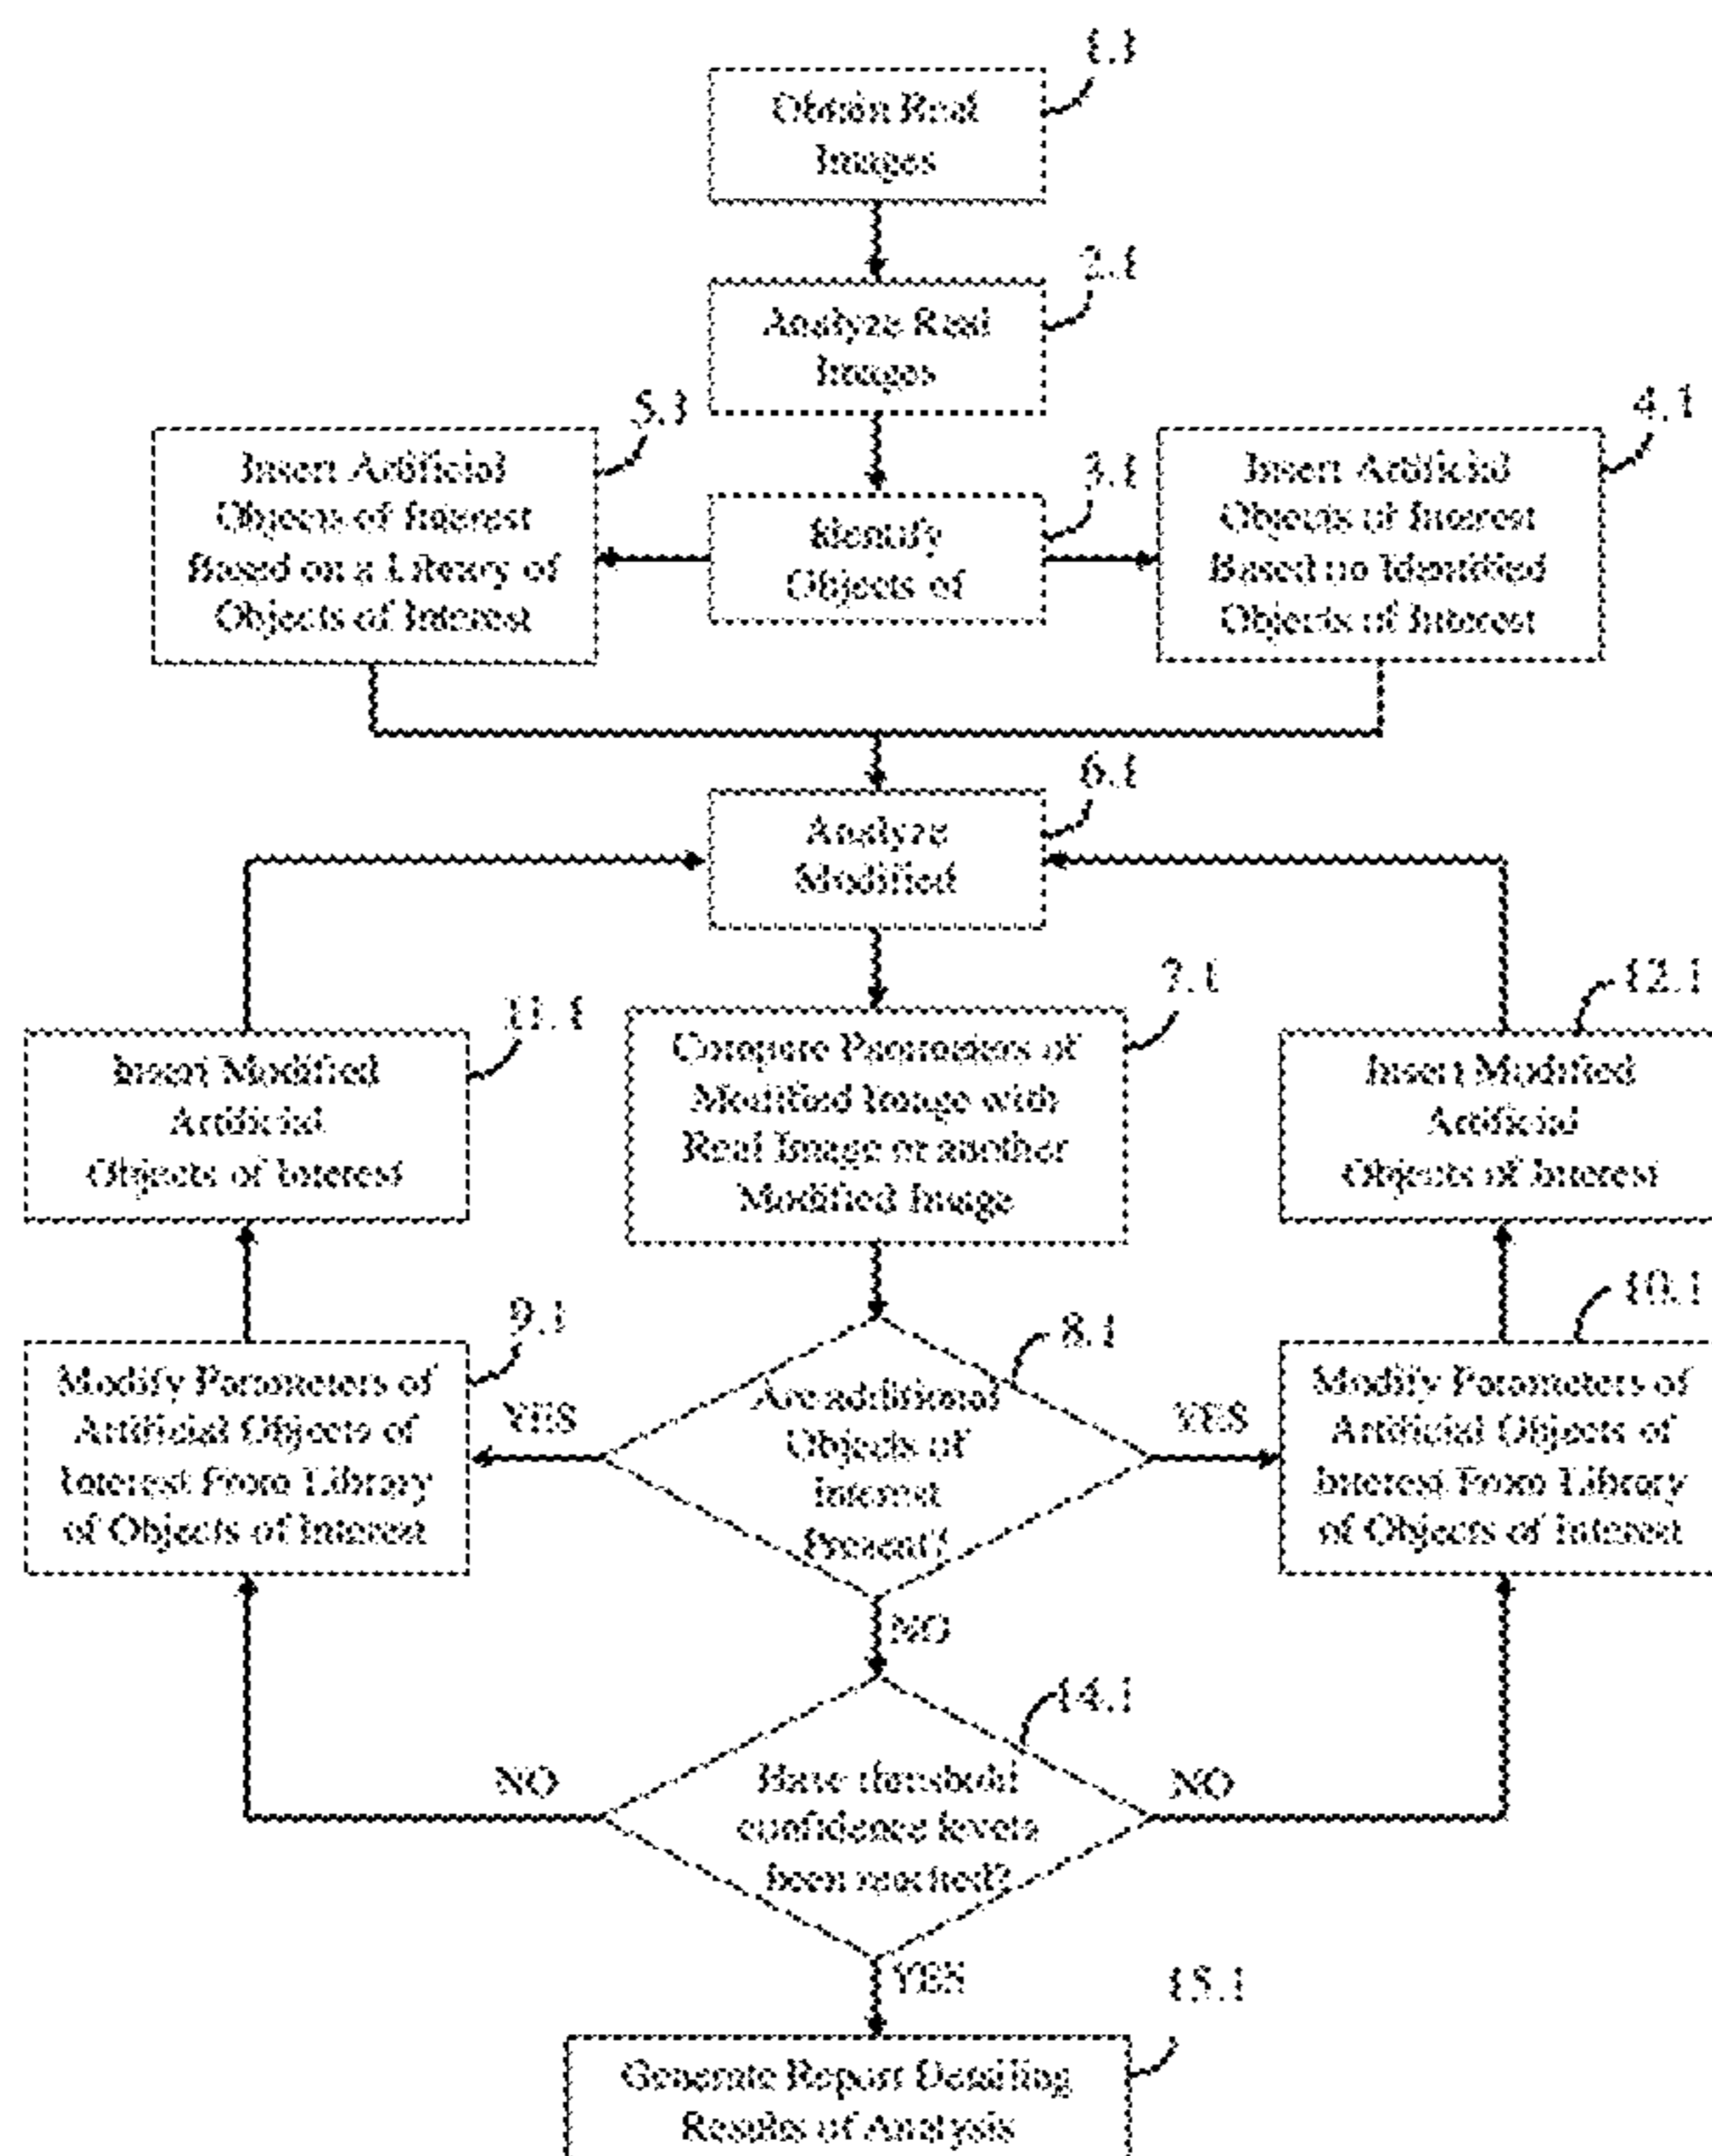 1.1
Obtain Real
Images
2.1
Analyze Real
Images
5.1
Insert Artificial
Objects of Interest
Based on a Library of
Objects of Interest
3.1
Identify
Objects of
4.1
Insert Artificial
Objects of Interest
Based no Identified
Objects of Interest
6.1
Analyze
Modified
11.1
Insert Modified
Artificial
Objects of Interest
7.1
Compare Parameters of
Modified Image with
Real Image or another
Modified Image
12.1
Insert Modified
Artificial
Objects of Interest
9.1
Modify Parameters of
Artificial Objects of
Interest From Library
of Objects of Interest
YES
8.1
Are additional
Objects of
interest
Present?
YES
10.1
Modify Parameters of
Artificial Objects of
Interest From Library
of Objects of Interest
NO
14.1
NO
Have threshold
confidence levels
been reached?
NO
YES
15.1
Generate Report Detailing
Results of Analysis